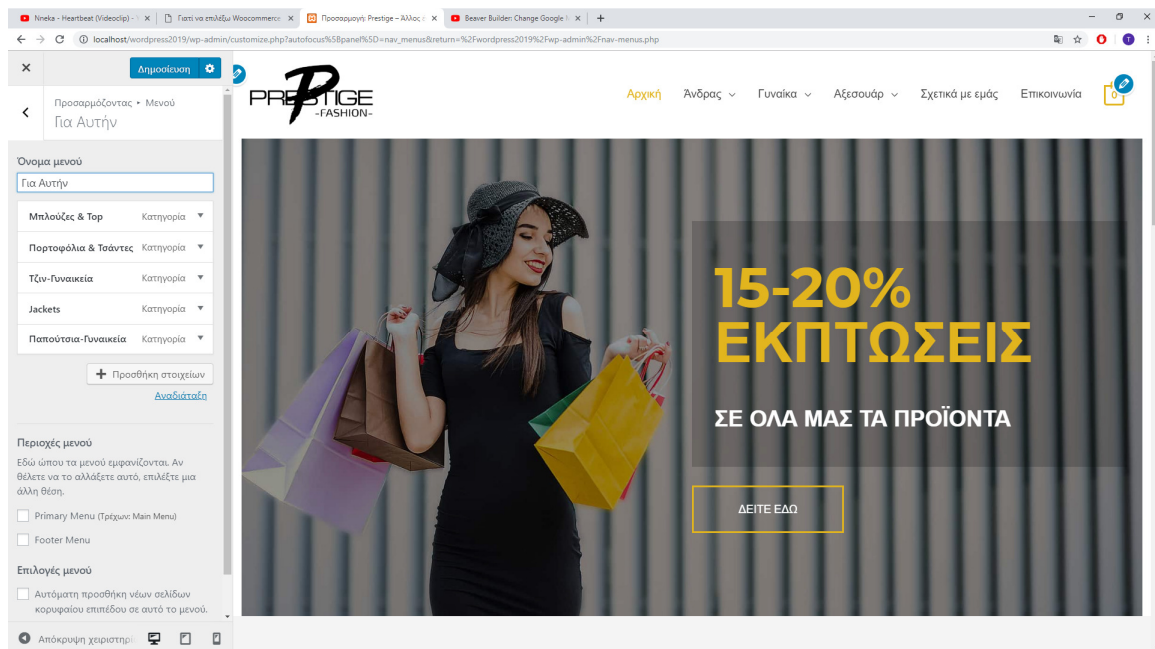 Nneka - Heartbeat (Videoclip) -
Γιατί να επιλέξω Woocommerce
Προσαρμογή: Prestige – Άλλος έ
Beaver Builder: Change Google
localhost/wordpress2019/wp-admin/customize.php?autofocus%5Bpanel%5D=nav_menus&return=%2Fwordpress2019%2Fwp-admin%2Fnav-menus.php
T
Δημοσίευση
Προσαρμόζοντας ▸ Μενού
Για Αυτήν
Όνομα μενού
Για Αυτήν
Μπλούζες & Top Κατηγορία
Πορτοφόλια & Τσάντες Κατηγορία
Τζιν-Γυναικεία Κατηγορία
Jackets Κατηγορία
Παπούτσια-Γυναικεία Κατηγορία
Προσθήκη στοιχείων
Αναδιάταξη
Περιοχές μενού
Εδώ ώπου τα μενού εμφανίζονται. Αν
θέλετε να το αλλάξετε αυτό, επιλέξτε μια
άλλη θέση.
Primary Menu (Τρέχων: Main Menu)
Footer Menu
Επιλογές μενού
Αυτόματη προσθήκη νέων σελίδων
κορυφαίου επιπέδου σε αυτό το μενού.
Απόκρυψη χειριστηρί
PRESTIGE
-FASHION-
Αρχική Άνδρας Γυναίκα Αξεσουάρ Σχετικά με εμάς Επικοινωνία 0
15-20%
ΕΚΠΤΩΣΕΙΣ
ΣΕ ΟΛΑ ΜΑΣ ΤΑ ΠΡΟΪΟΝΤΑ
ΔΕΙΤΕ ΕΔΩ